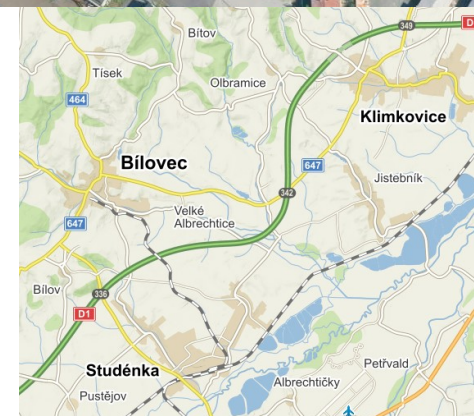 D
349
Bítov
Tísek
Olbramice
464
Klimkovice
Bílovec
647
Jistebník
342
Velké
Albrechtice
647
Bílov
336
D1
Studénka
Petřvald
Albrechtičky
Pustějov